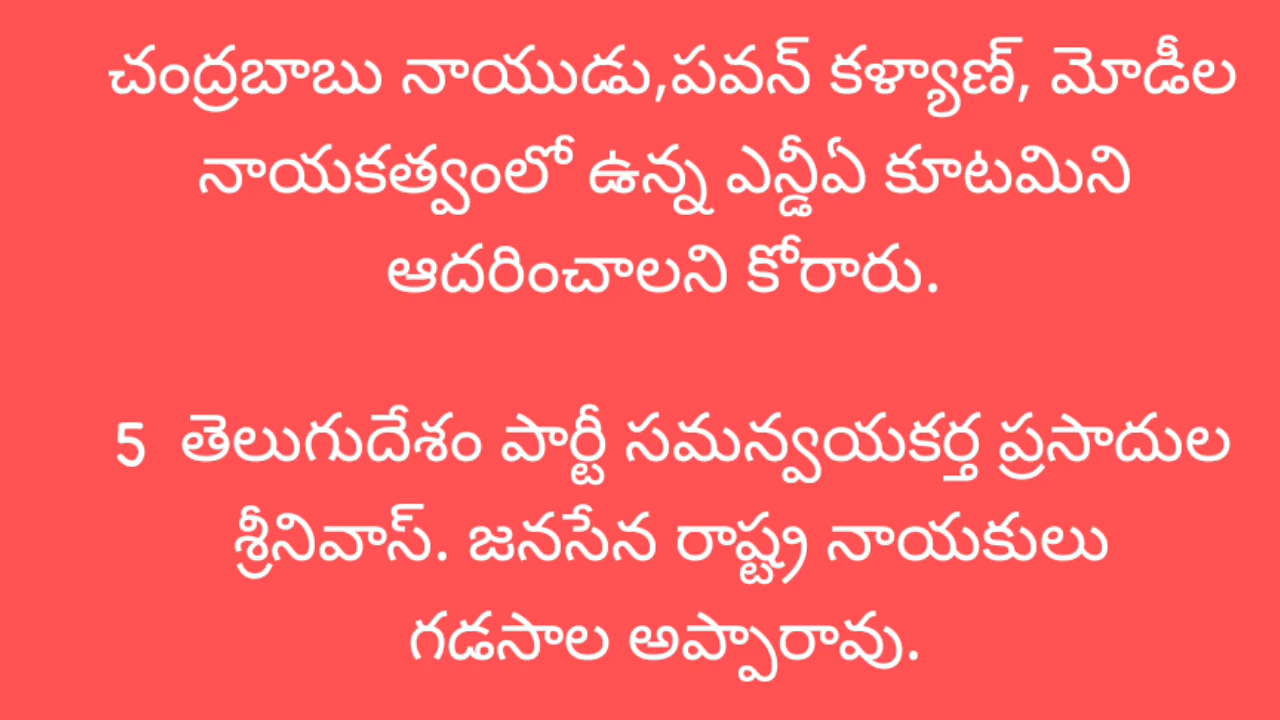 చంద్రబాబు నాయుడు,పవన్ కళ్యాణ్, మోడీల
నాయకత్వంలో ఉన్న ఎన్డీఏ కూటమిని
ఆదరించాలని కోరారు.
5 తెలుగుదేశం పార్టీ సమన్వయకర్త ప్రసాదుల
శ్రీనివాస్. జనసేన రాష్ట్ర నాయకులు
గడసాల అప్పారావు.